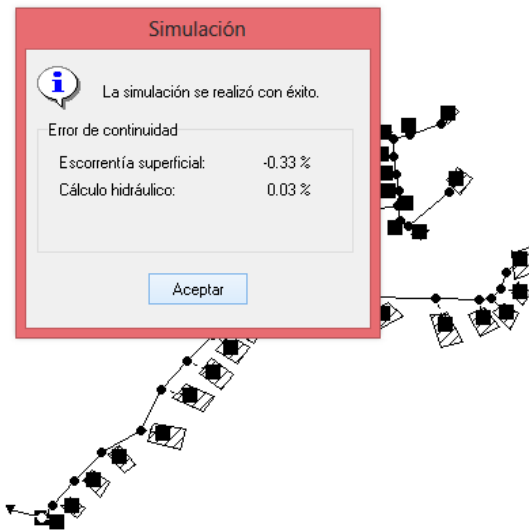 Simulación
La simulación se realizó con éxito.
Error de continuidad
Escorrentía superficial: -0.33 %
Cálculo hidráulico: 0.03 %
Aceptar